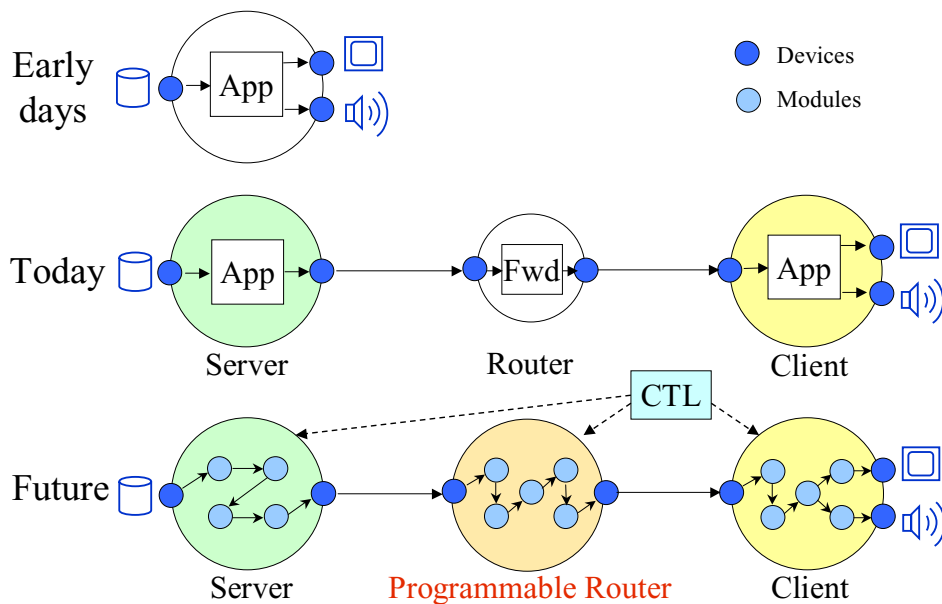 Early
days
App
Devices
Modules
Today
App
Fwd
App
Server
Router
Client
CTL
Future
Server
Programmable Router
Client